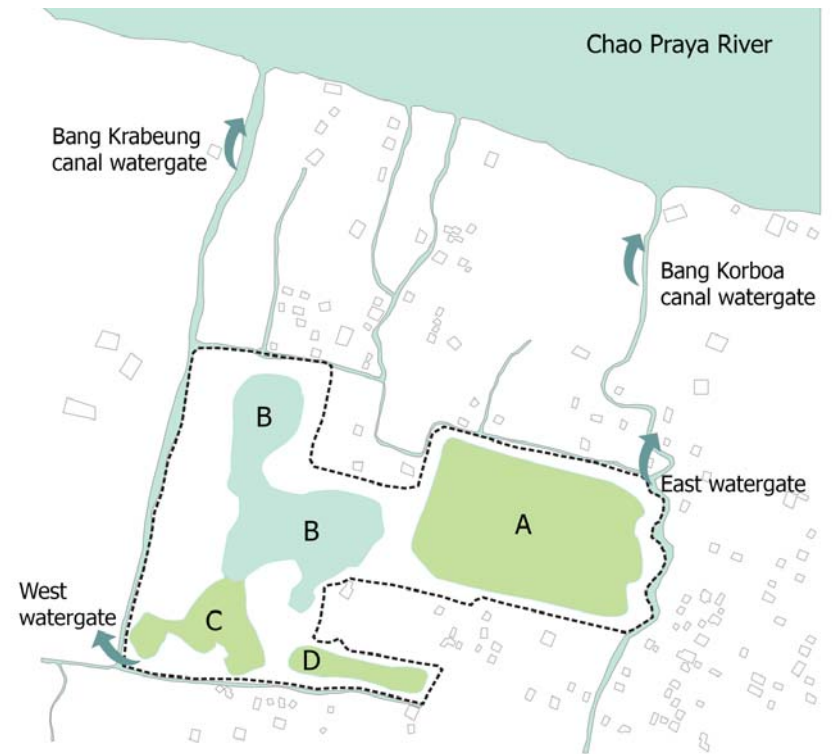 Chao Praya River
Bang Krabeung
canal watergate
Bang Korboa
canal watergate
B
East watergate
A
B
West
watergate
C
D